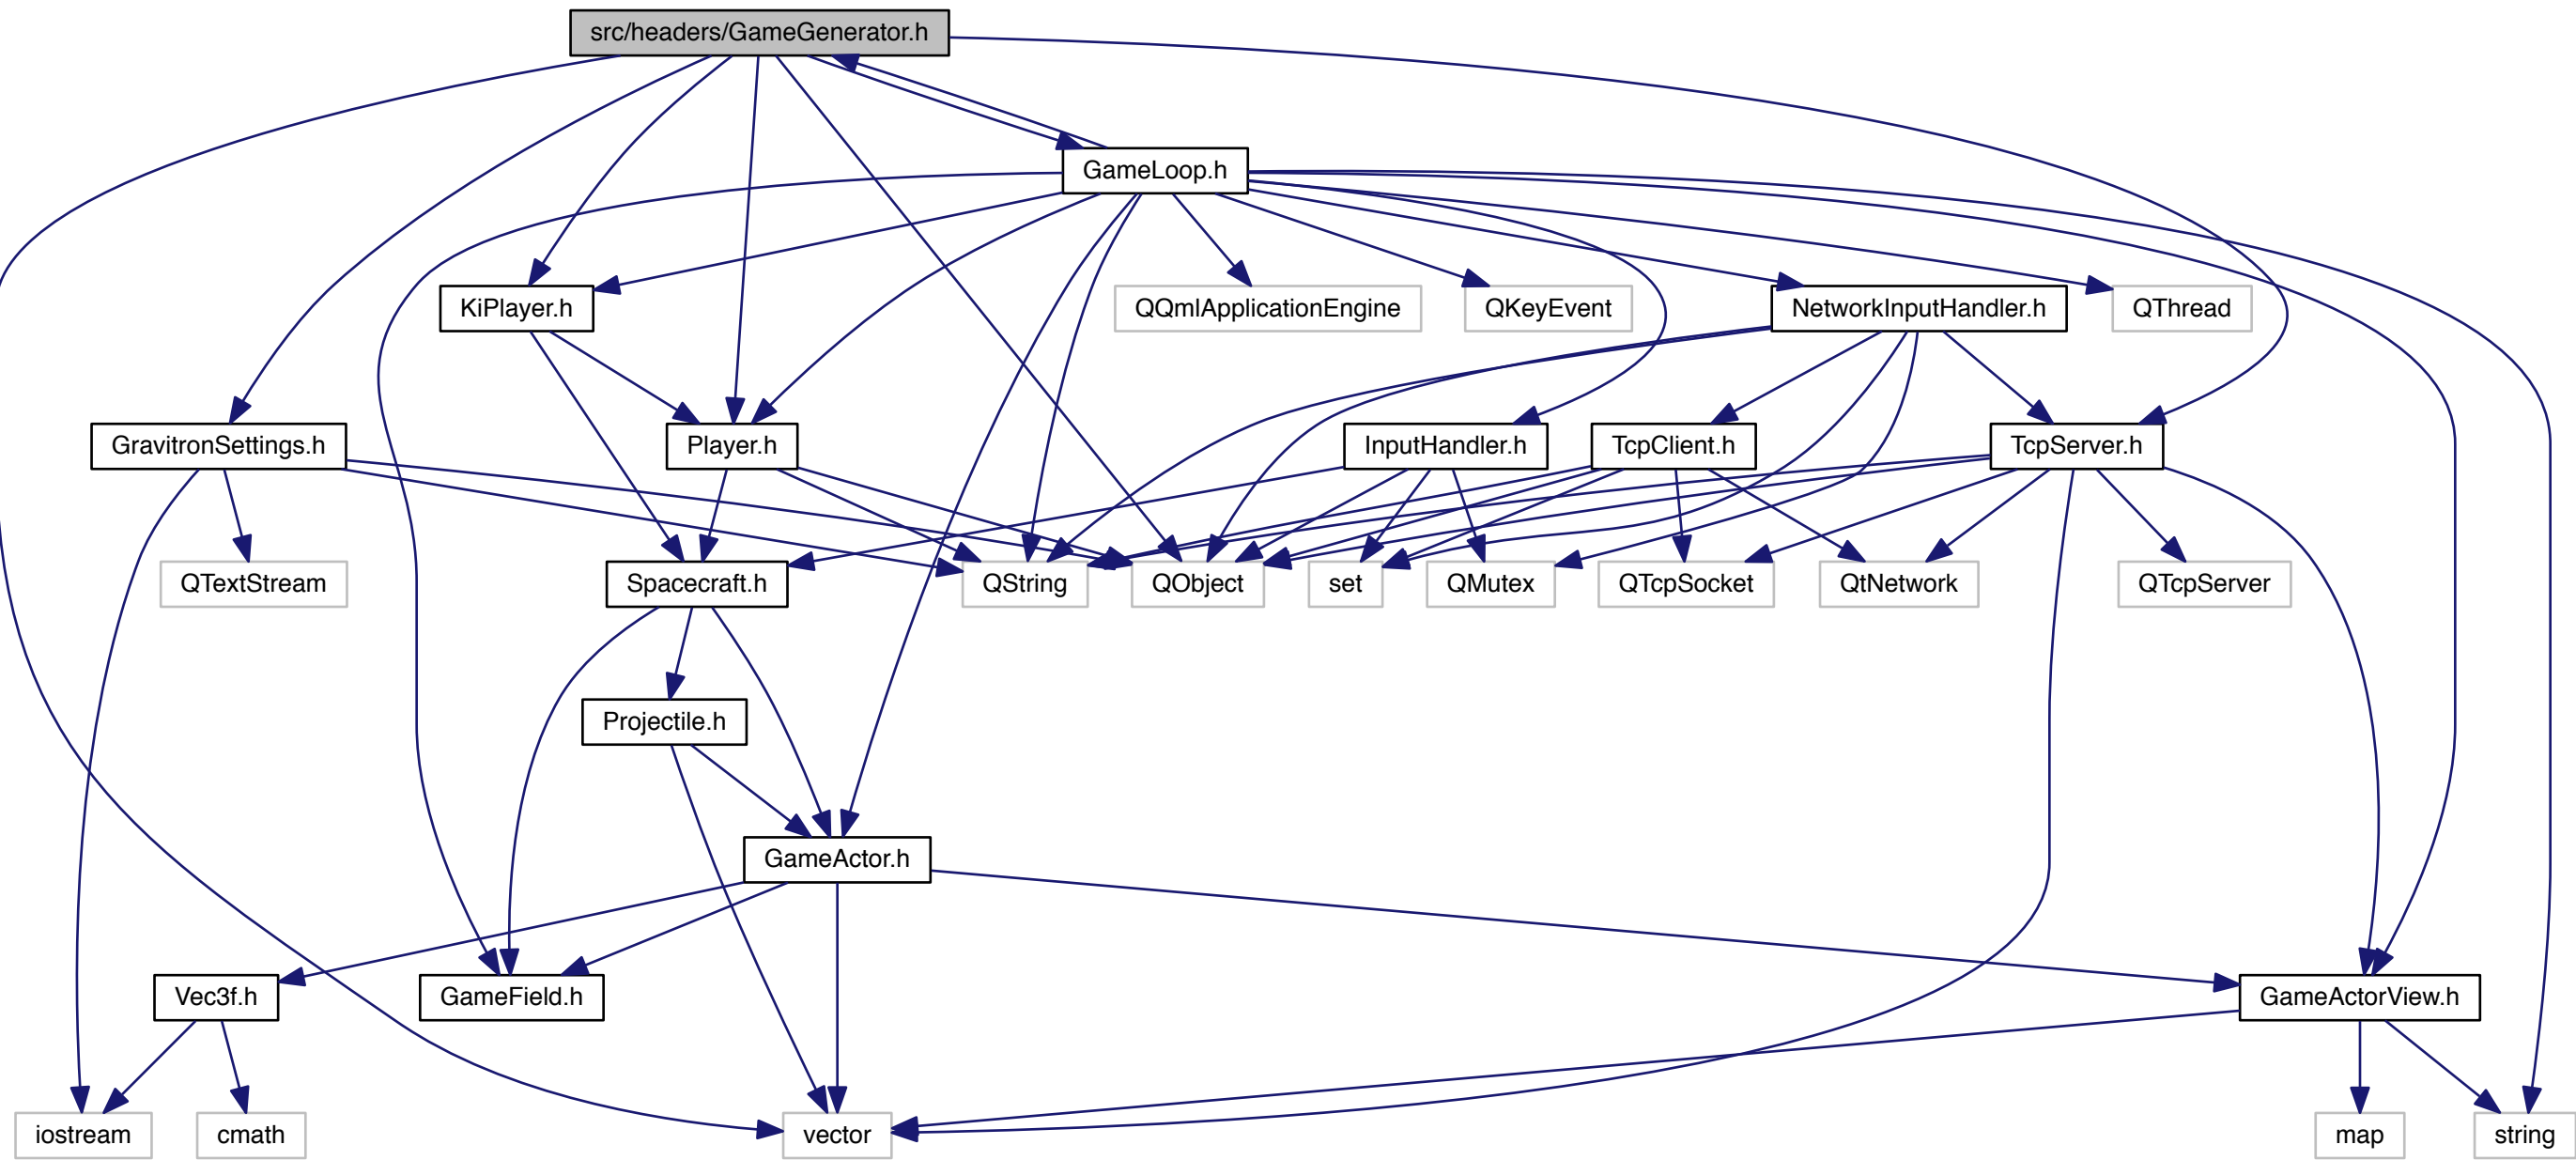 src/headers/GameGenerator.h
GameLoop.h
KiPlayer.h
QQmlApplicationEngine
QKeyEvent
NetworkInputHandler.h
QThread
GravitronSettings.h
Player.h
InputHandler.h
TcpClient.h
TcpServer.h
QTextStream
Spacecraft.h
QString
QObject
set
QMutex
QTcpSocket
QtNetwork
QTcpServer
Projectile.h
GameActor.h
Vec3f.h
GameField.h
GameActorView.h
iostream
cmath
vector
map
string